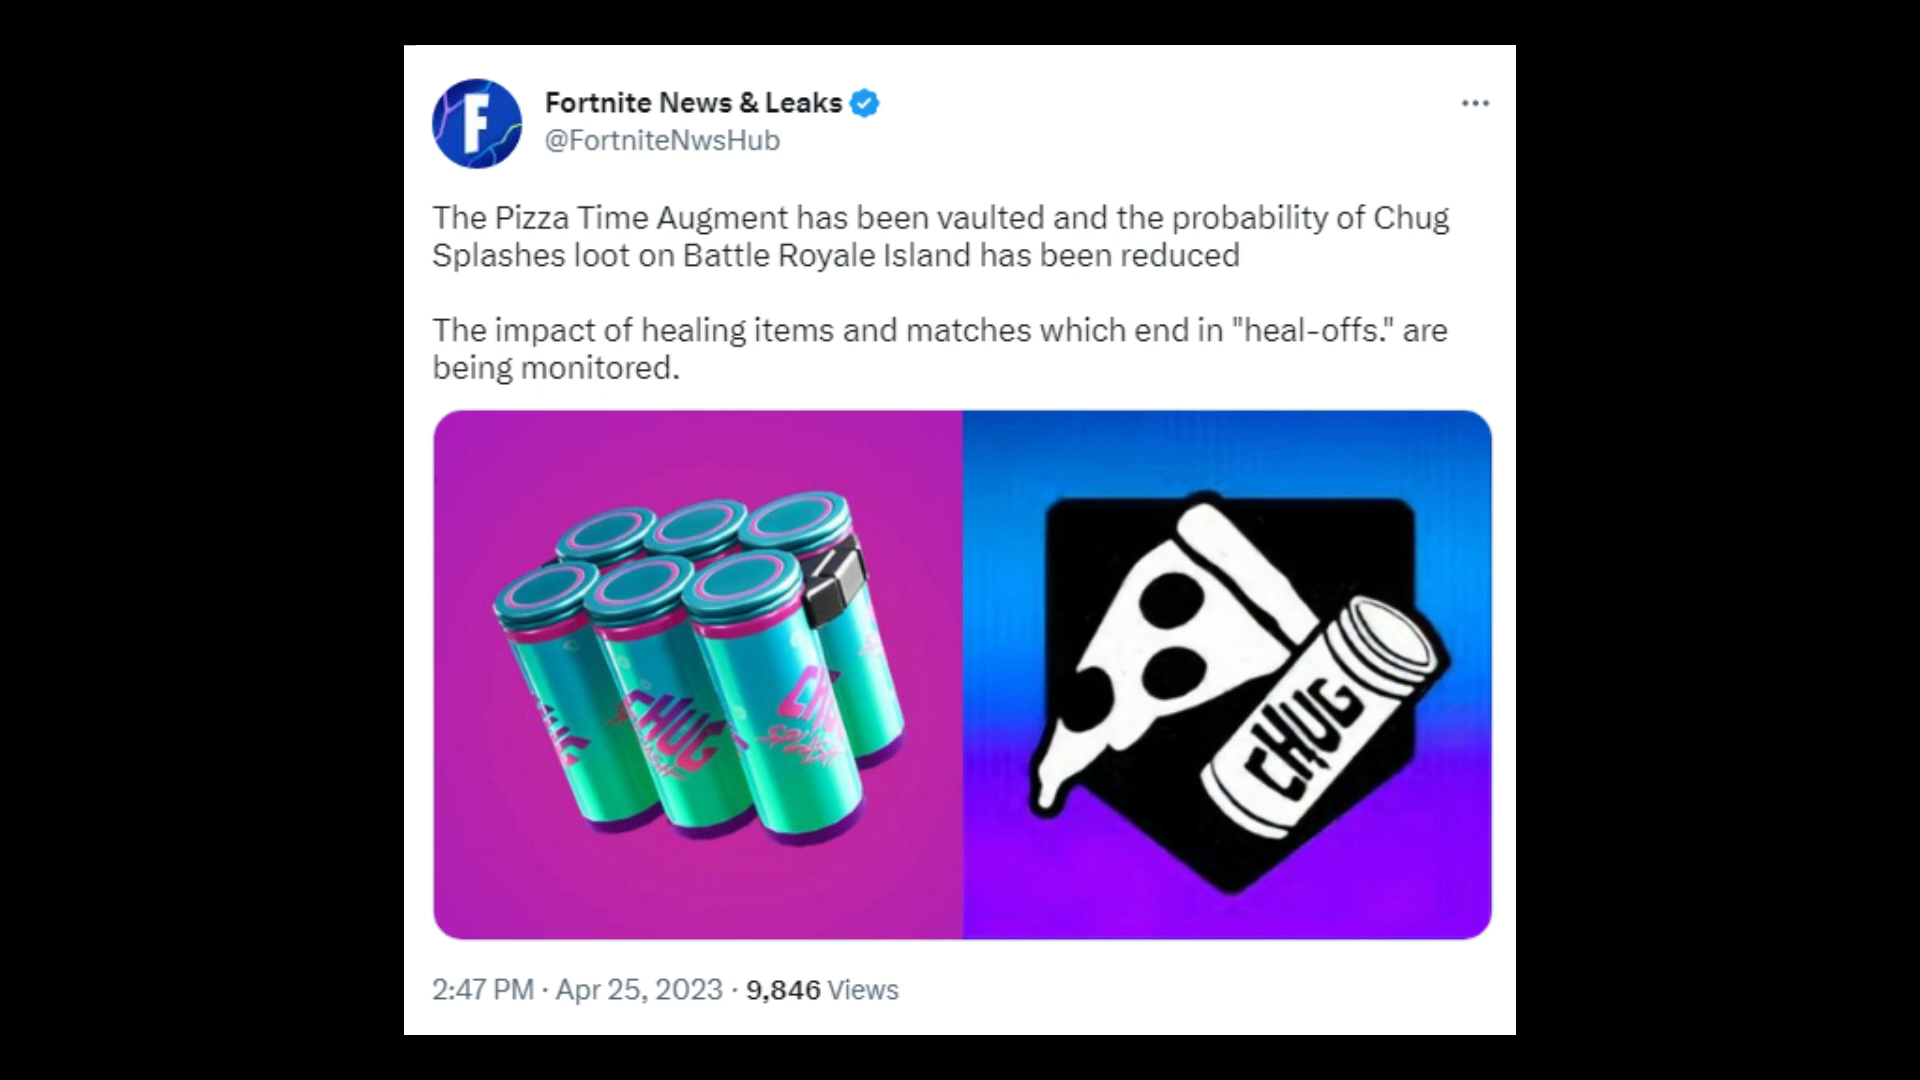 Fortnite News & Leaks
@FortniteNwsHub
The Pizza Time Augment has been vaulted and the probability of Chug
Splashes loot on Battle Royale Island has been reduced
The impact of healing items and matches which end in "heal-offs." are
being monitored.
CHUG
SPLASH
CHUG
2:47 PM · Apr 25, 2023 · 9,846 Views